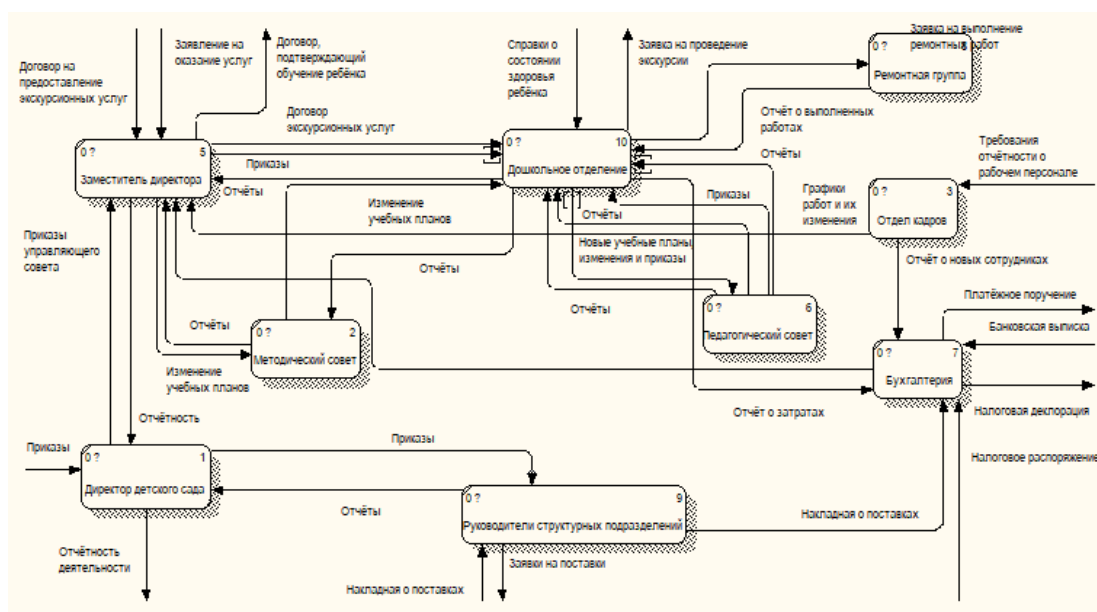 Договор на
предоставление
экскурсионных услуг
Заявление на
оказание услуг
Договор,
подтверждающий
обучение ребёнка
Справки о
состоянии
здоровья
ребёнка
Заявка на проведение
экскурсии
Заявка на выполнение
ремонтных работ
0 ? 8
Ремонтная группа
Договор
экскурсионных услуг
Отчёт о выполненных
работах
0 ? 5
Заместитель директора
Приказы
Отчёты
0 ? 10
Дошкольное отделение
Отчёты
Требования
отчётности о
рабочем персонале
Изменение
учебных планов
Отчёты
Приказы
Графики
работ и их
изменения
0 ? 3
Отдел кадров
Приказы
управляющего
совета
Отчёты
Новые учебные планы,
изменения и приказы
Отчёт о новых сотрудниках
Отчёты
Платёжное поручение
Отчёты
0 ? 2
Методический совет
0 ? 6
Педагогический совет
Банковская выписка
0 ? 7
Бухгалтерия
Изменение
учебных планов
Отчётность
Отчёт о затратах
Налоговая декларация
Приказы
0 ? 1
Директор детского сада
Приказы
Налоговое распоряжение
Отчёты
0 ? 9
Руководители структурных подразделений
Накладная о поставках
Отчётность
деятельности
Заявки на поставки
Накладная о поставках